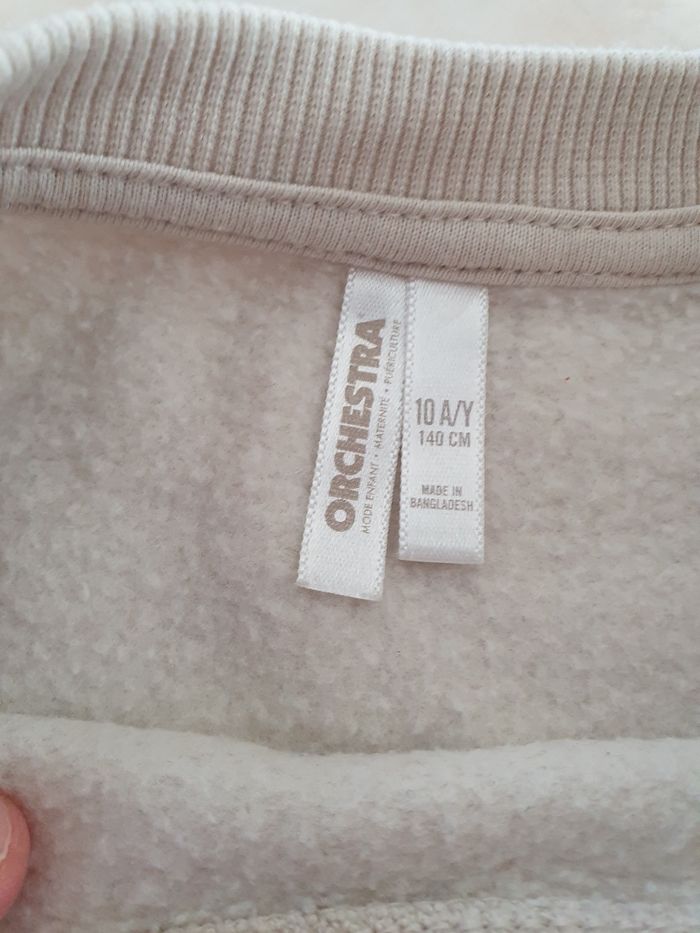 ORCHESTRA
MODE ENFANT • MATERNITÉ • PUÉRICULTURE
10 A/Y
140 CM
MADE IN
BANGLADESH